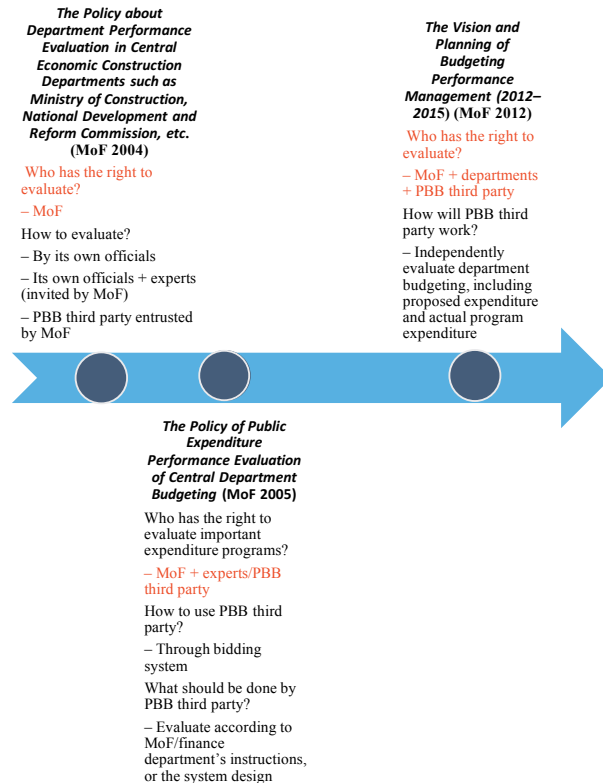 The Policy about
Department Performance
Evaluation in Central
Economic Construction
Departments such as
Ministry of Construction,
National Development and
Reform Commission, etc.
(MoF 2004)
Who has the right to
evaluate?
– MoF
How to evaluate?
– By its own officials
– Its own officials + experts
(invited by MoF)
– PBB third party entrusted
by MoF
The Policy of Public
Expenditure
Performance Evaluation
of Central Department
Budgeting (MoF 2005)
Who has the right to
evaluate important
expenditure programs?
– MoF + experts/PBB
third party
How to use PBB third
party?
– Through bidding
system
What should be done by
PBB third party?
– Evaluate according to
MoF/finance
department’s instructions,
or the system design
The Vision and
Planning of
Budgeting
Performance
Management (2012–
2015) (MoF 2012)
Who has the right to
evaluate?
– MoF + departments
+ PBB third party
How will PBB third
party work?
– Independently
evaluate department
budgeting, including
proposed expenditure
and actual program
expenditure